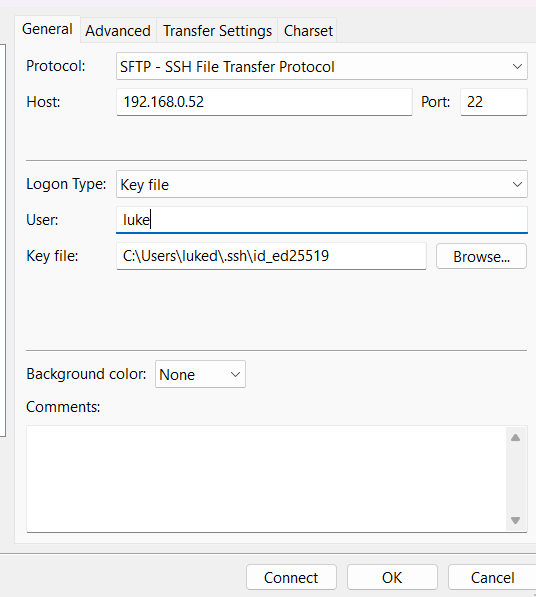 General Advanced Transfer Settings Charset
Protocol: SFTP - SSH File Transfer Protocol
Host: 192.168.0.52 Port: 22
Logon Type: Key file
User: luke
Key file: C:\Users\luked\.ssh\id_ed25519 Browse...
Background color: None
Comments:
Connect OK Cancel